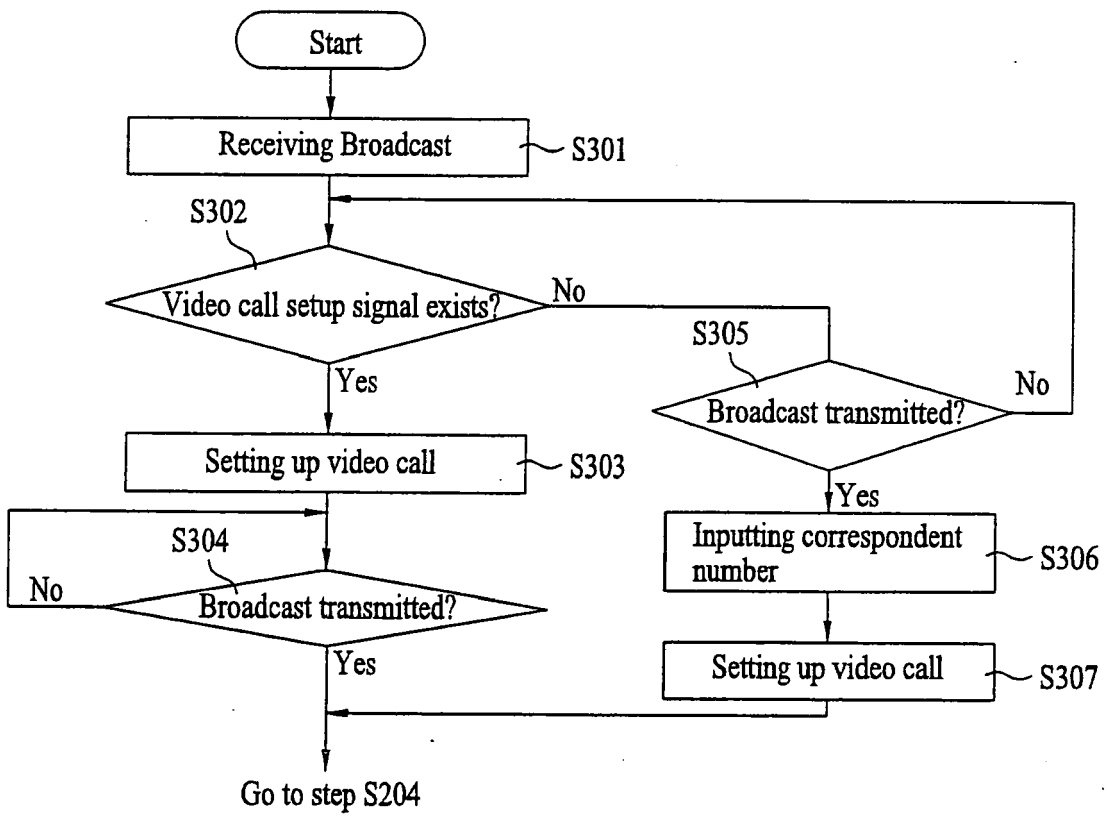 Start
Receiving Broadcast
S301
S302
Video call setup signal exists?
No
Yes
S305
Broadcast transmitted?
No
Yes
Setting up video call
S303
S304
Broadcast transmitted?
No
Yes
Inputting correspondent
number
S306
Setting up video call
S307
Go to step S204